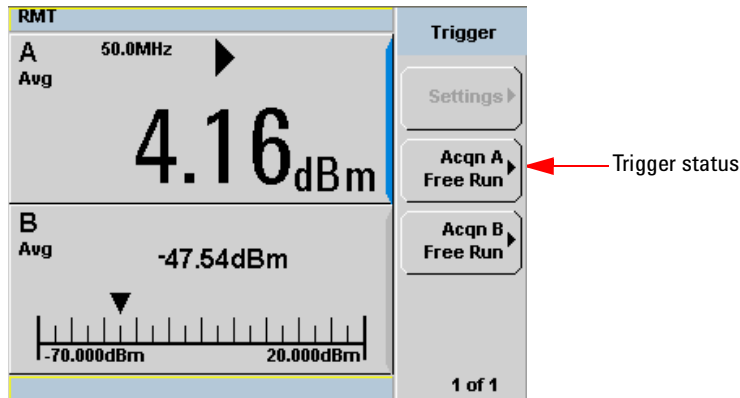 RMT
A
50.0MHz
Avg
4.16dBm
B
Avg
-47.54dBm
-70.000dBm 20.000dBm
Trigger
Settings
Acqn A
Free Run
Acqn B
Free Run
1 of 1
Trigger status